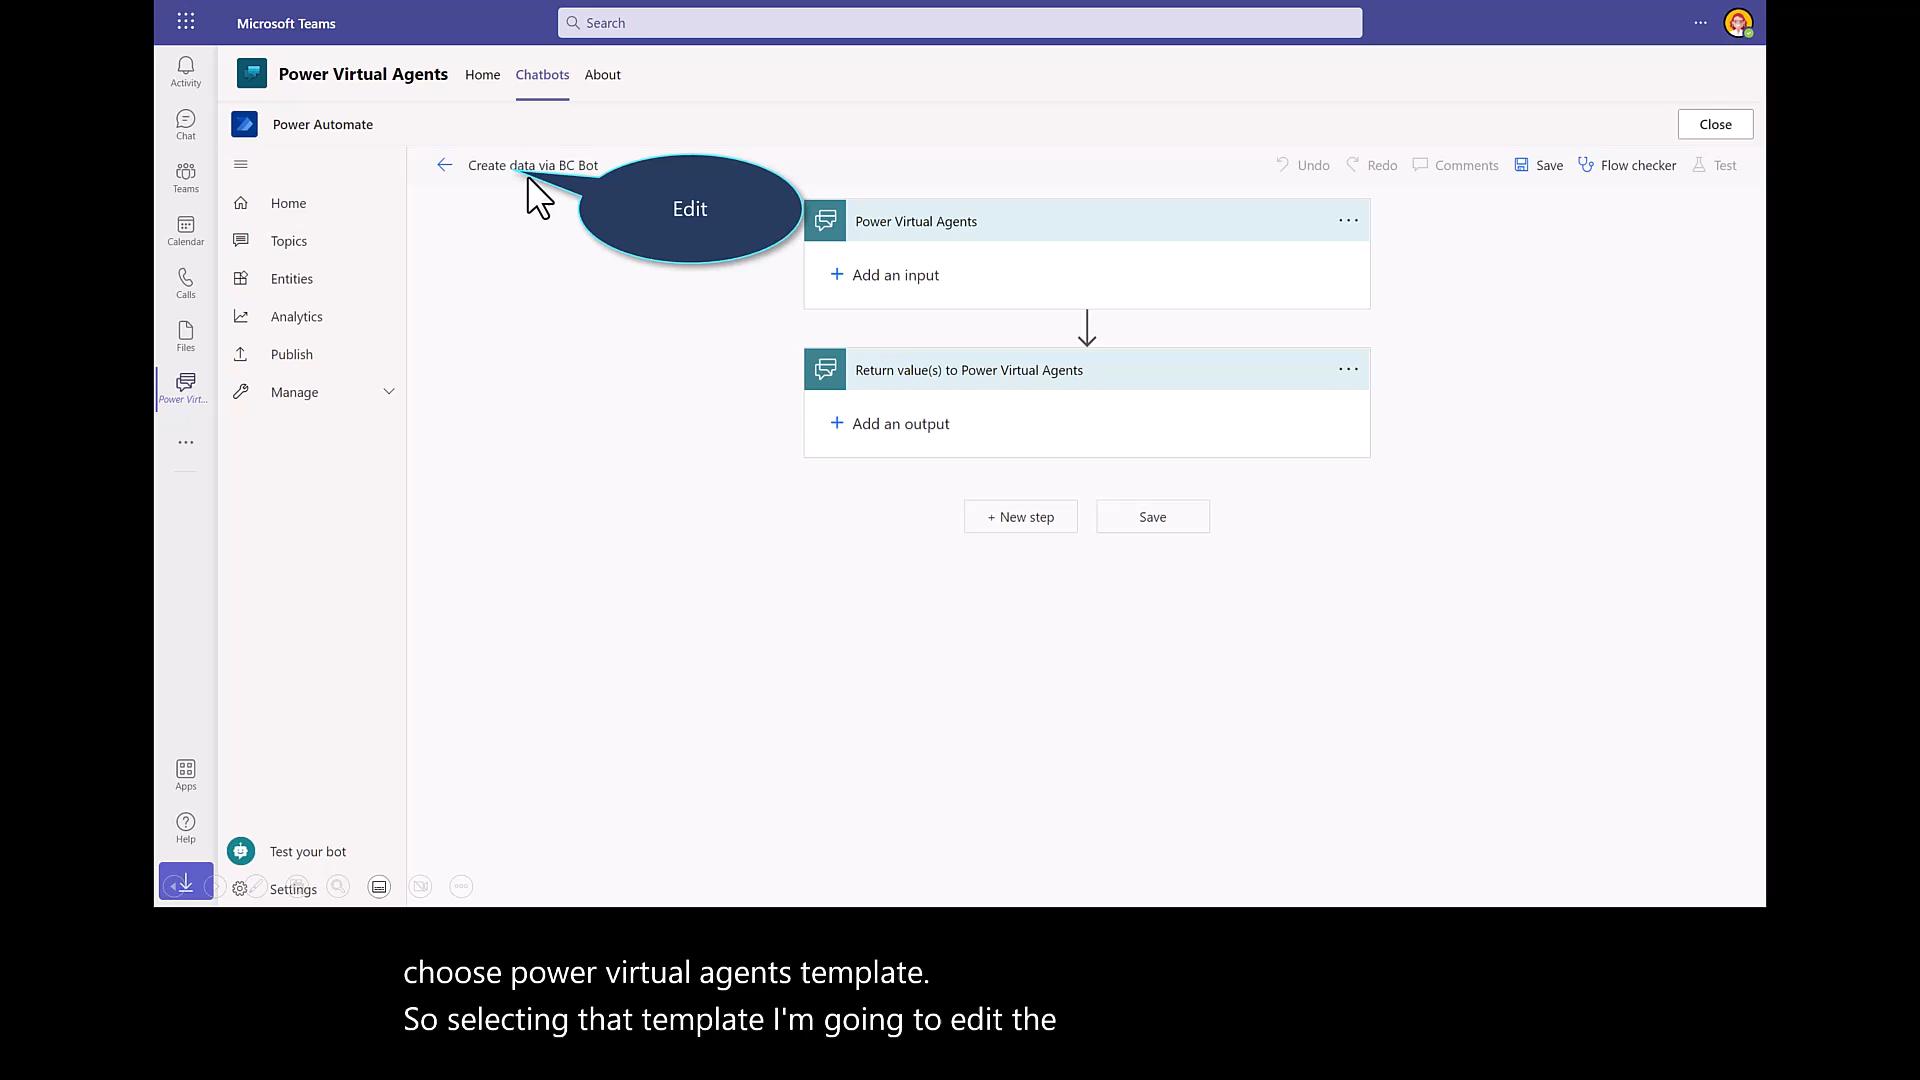 Microsoft Teams
Search
Activity
Chat
Teams
Calendar
Calls
Files
Power Virt...
Apps
Help
Power Virtual Agents
Home
Chatbots
About
Power Automate
Close
Home
Topics
Entities
Analytics
Publish
Manage
Test your bot
Settings
Create data via BC Bot
Undo
Redo
Comments
Save
Flow checker
Test
Edit
Power Virtual Agents
+ Add an input
Return value(s) to Power Virtual Agents
+ Add an output
+ New step
Save
choose power virtual agents template.
So selecting that template I'm going to edit the